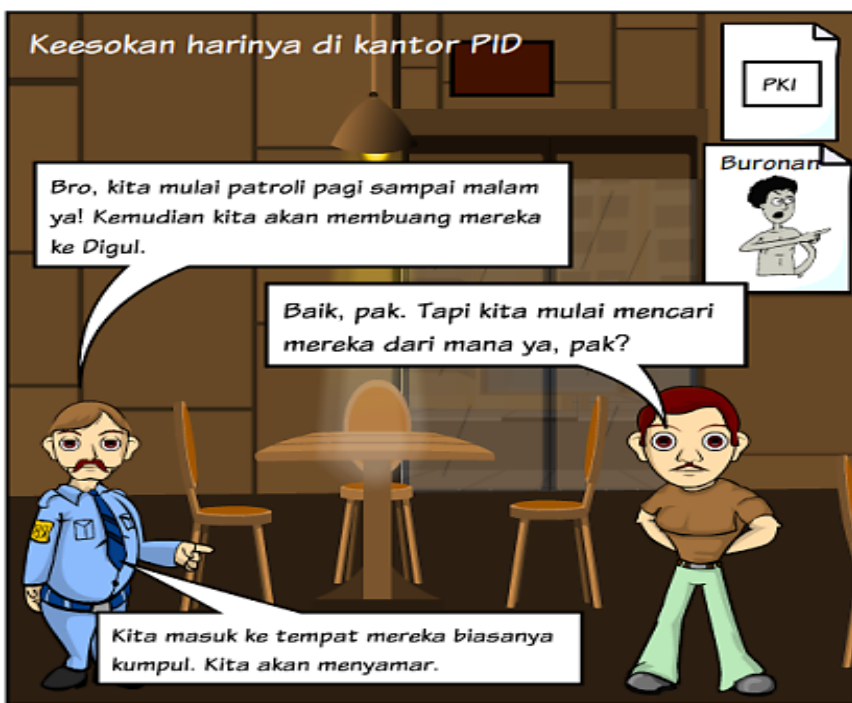 Keesokan harinya di kantor PID
PKI
Buronan
Bro, kita mulai patroli pagi sampai malam
ya! Kemudian kita akan membuang mereka
ke Digul.
Baik, pak. Tapi kita mulai mencari
mereka dari mana ya, pak?
Kita masuk ke tempat mereka biasanya
kumpul. Kita akan menyamar.